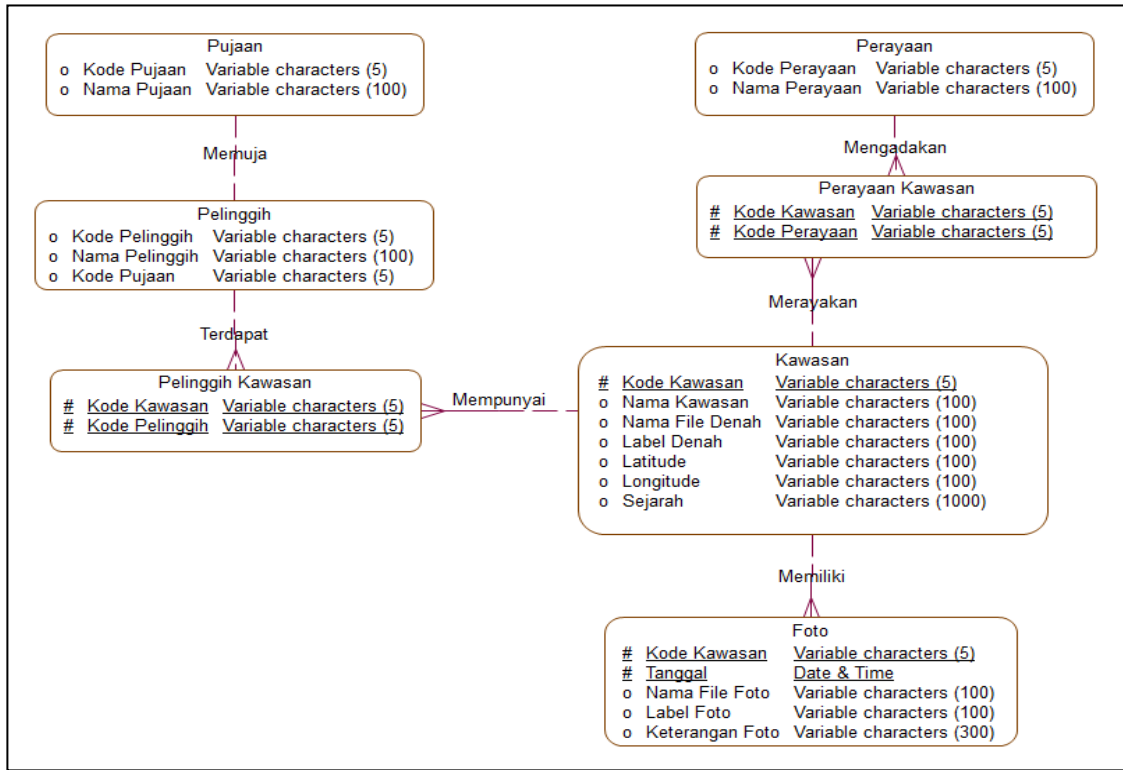 Pujaan
o Kode Pujaan Variable characters (5)
o Nama Pujaan Variable characters (100)
Memuja
Pelinggih
o Kode Pelinggih Variable characters (5)
o Nama Pelinggih Variable characters (100)
o Kode Pujaan Variable characters (5)
Terdapat
Pelinggih Kawasan
# Kode Kawasan Variable characters (5)
# Kode Pelinggih Variable characters (5)
Mempunyai
Perayaan
o Kode Perayaan Variable characters (5)
o Nama Perayaan Variable characters (100)
Mengadakan
Perayaan Kawasan
# Kode Kawasan Variable characters (5)
# Kode Perayaan Variable characters (5)
Merayakan
Kawasan
# Kode Kawasan Variable characters (5)
o Nama Kawasan Variable characters (100)
o Nama File Denah Variable characters (100)
o Label Denah Variable characters (100)
o Latitude Variable characters (100)
o Longitude Variable characters (100)
o Sejarah Variable characters (1000)
Memiliki
Foto
# Kode Kawasan Variable characters (5)
# Tanggal Date & Time
o Nama File Foto Variable characters (100)
o Label Foto Variable characters (100)
o Keterangan Foto Variable characters (300)